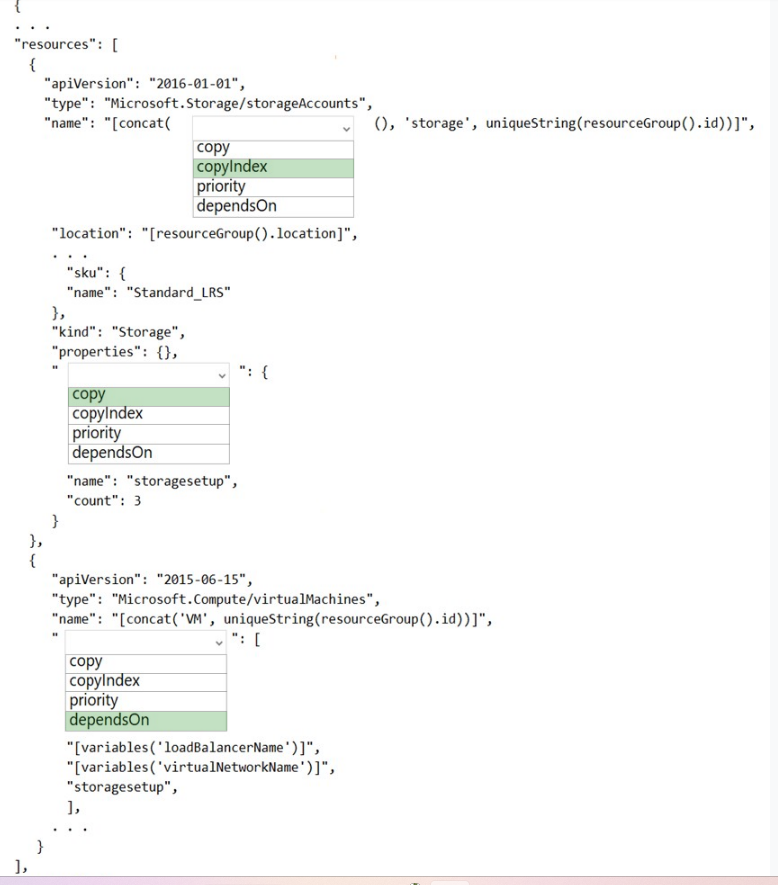 {
. . .
"resources": [
{
"apiVersion": "2016-01-01",
"type": "Microsoft.Storage/storageAccounts",
"name": "[concat( (), 'storage', uniqueString(resourceGroup().id))]",
copy
copyIndex
priority
dependsOn
"location": "[resourceGroup().location]",
. . .
"sku": {
"name": "Standard_LRS"
},
"kind": "Storage",
"properties": {},
" ": {
copy
copyIndex
priority
dependsOn
"name": "storagesetup",
"count": 3
}
},
{
"apiVersion": "2015-06-15",
"type": "Microsoft.Compute/virtualMachines",
"name": "[concat('VM', uniqueString(resourceGroup().id))]",
" ": [
copy
copyIndex
priority
dependsOn
"[variables('loadBalancerName')]",
"[variables('virtualNetworkName')]",
"storagesetup",
],
. . .
}
],